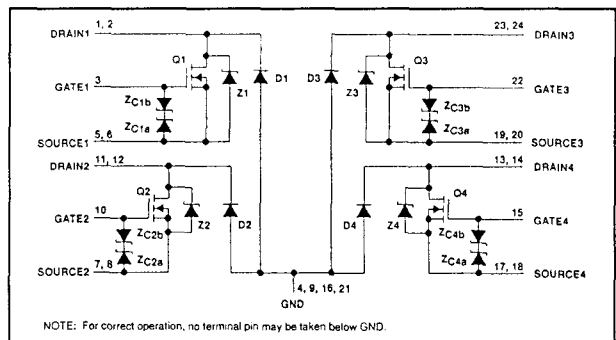 1, 2
DRAIN1
23, 24
DRAIN3
Q1
Z1
D1
D3
Z3
Q3
3
GATE1
22
GATE3
ZC1b
ZC1a
ZC3b
ZC3a
5, 6
SOURCE1
19, 20
SOURCE3
11, 12
DRAIN2
13, 14
DRAIN4
Q2
Z2
D2
D4
Z4
Q4
10
GATE2
15
GATE4
ZC2b
ZC2a
ZC4b
ZC4a
7, 8
SOURCE2
17, 18
SOURCE4
4, 9, 16, 21
GND
NOTE: For correct operation, no terminal pin may be taken below GND.